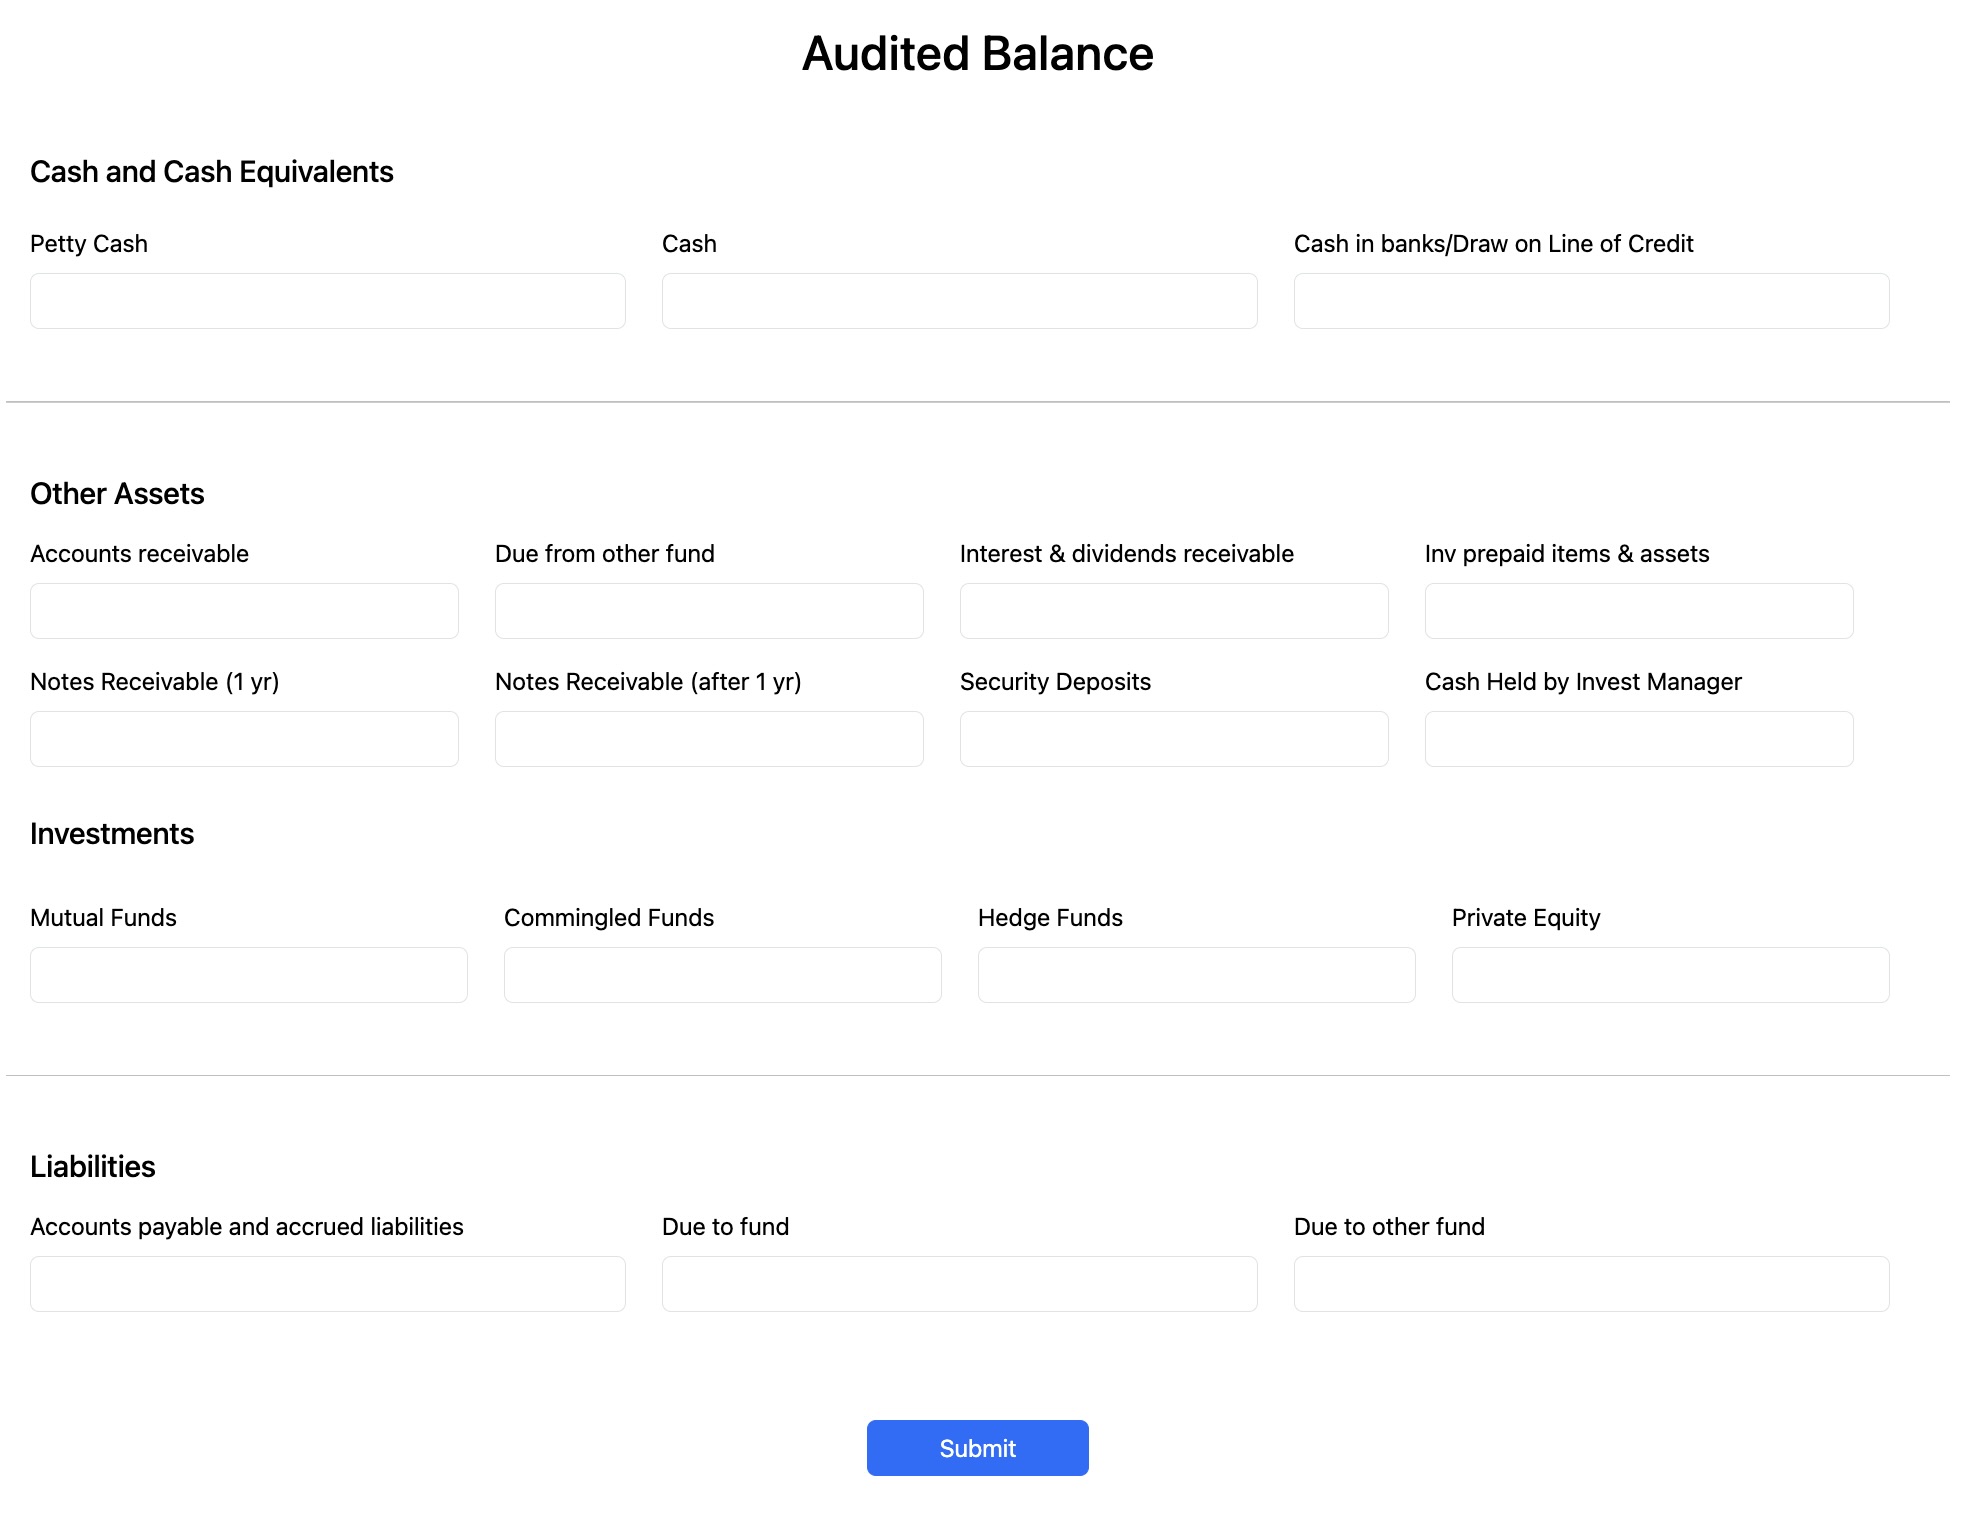 Audited Balance
Cash and Cash Equivalents
Petty Cash
Cash
Cash in banks/Draw on Line of Credit
Other Assets
Accounts receivable
Due from other fund
Interest & dividends receivable
Inv prepaid items & assets
Notes Receivable (1 yr)
Notes Receivable (after 1 yr)
Security Deposits
Cash Held by Invest Manager
Investments
Mutual Funds
Commingled Funds
Hedge Funds
Private Equity
Liabilities
Accounts payable and accrued liabilities
Due to fund
Due to other fund
Submit